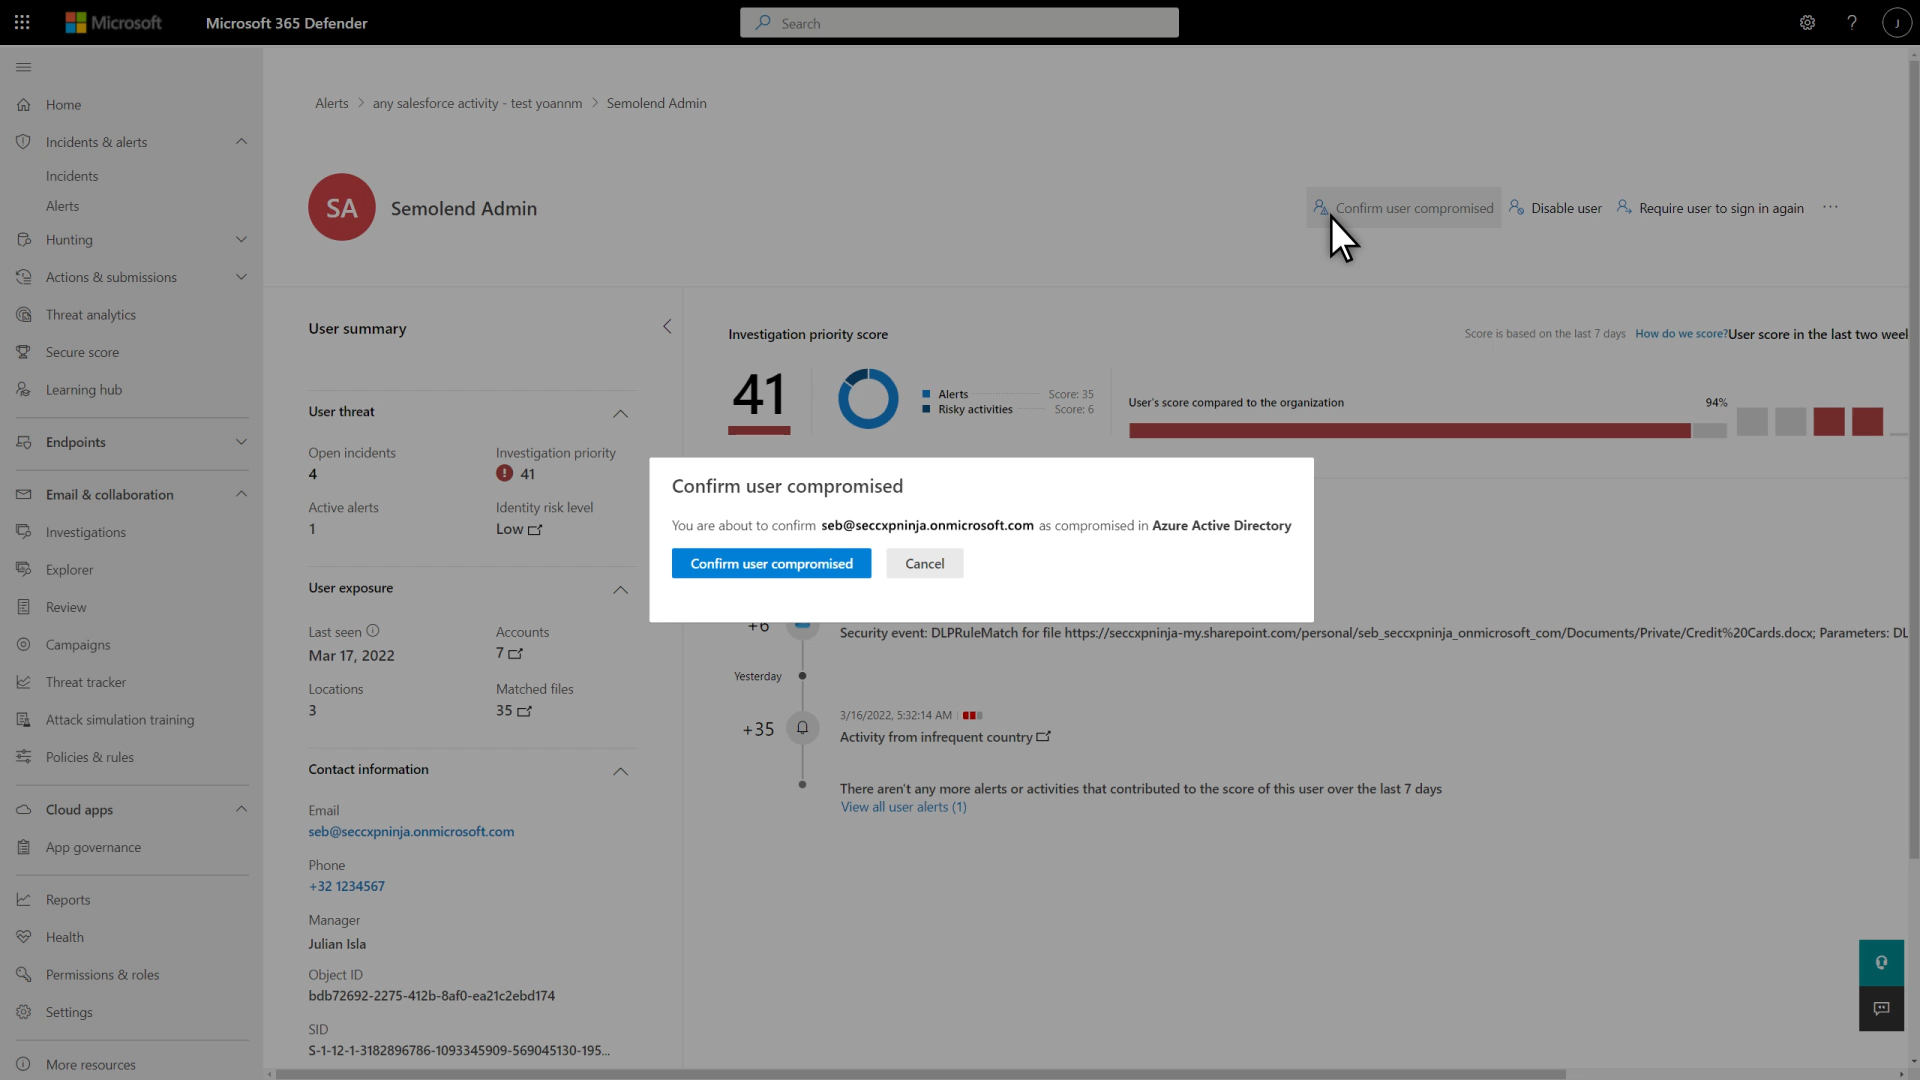 Microsoft
Microsoft 365 Defender
Search
J
Home
Incidents & alerts
Incidents
Alerts
Hunting
Actions & submissions
Threat analytics
Secure score
Learning hub
Endpoints
Email & collaboration
Investigations
Explorer
Review
Campaigns
Threat tracker
Attack simulation training
Policies & rules
Cloud apps
App governance
Reports
Health
Permissions & roles
Settings
More resources
Alerts > any salesforce activity - test yoannm > Semolend Admin
SA
Semolend Admin
Confirm user compromised
Disable user
Require user to sign in again
User summary
User threat
Open incidents
4
Investigation priority
41
Active alerts
1
Identity risk level
Low
User exposure
Last seen
Mar 17, 2022
Accounts
7
Locations
3
Matched files
35
Contact information
Email
seb@seccxpninja.onmicrosoft.com
Phone
+32 1234567
Manager
Julian Isla
Object ID
bdb72692-2275-412b-8af0-ea21c2ebd174
SID
S-1-12-1-3182896786-1093345909-569045130-195...
Investigation priority score
Score is based on the last 7 days
How do we score?
User score in the last two
41
Alerts
Score: 35
Risky activities
Score: 6
User's score compared to the organization
94%
Confirm user compromised
You are about to confirm seb@seccxpninja.onmicrosoft.com as compromised in Azure Active Directory
Confirm user compromised
Cancel
+6
Security event: DLPRuleMatch for file https://seccxpninja-my.sharepoint.com/personal/seb_seccxpninja_onmicrosoft_com/Documents/Private/Credit%20Cards.docx; Parameters: DL
Yesterday
+35
3/16/2022, 5:32:14 AM
Activity from infrequent country
There aren't any more alerts or activities that contributed to the score of this user over the last 7 days
View all user alerts (1)